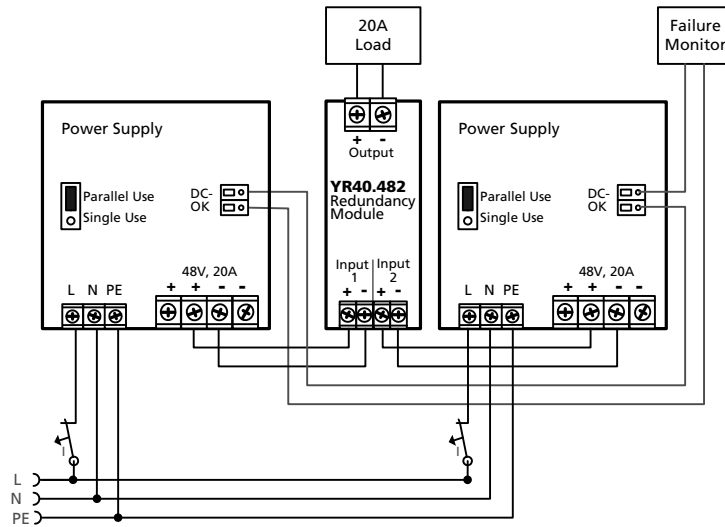 20A
Load
Failure
Monitor
Power Supply
Parallel Use
Single Use
DC-
OK
48V, 20A
+ + - -
L N PE
+ -
Output
YR40.482
Redundancy
Module
Input
1
Input
2
+ - + -
Power Supply
Parallel Use
Single Use
DC-
OK
48V, 20A
+ + - -
L N PE
I
I
L
N
PE